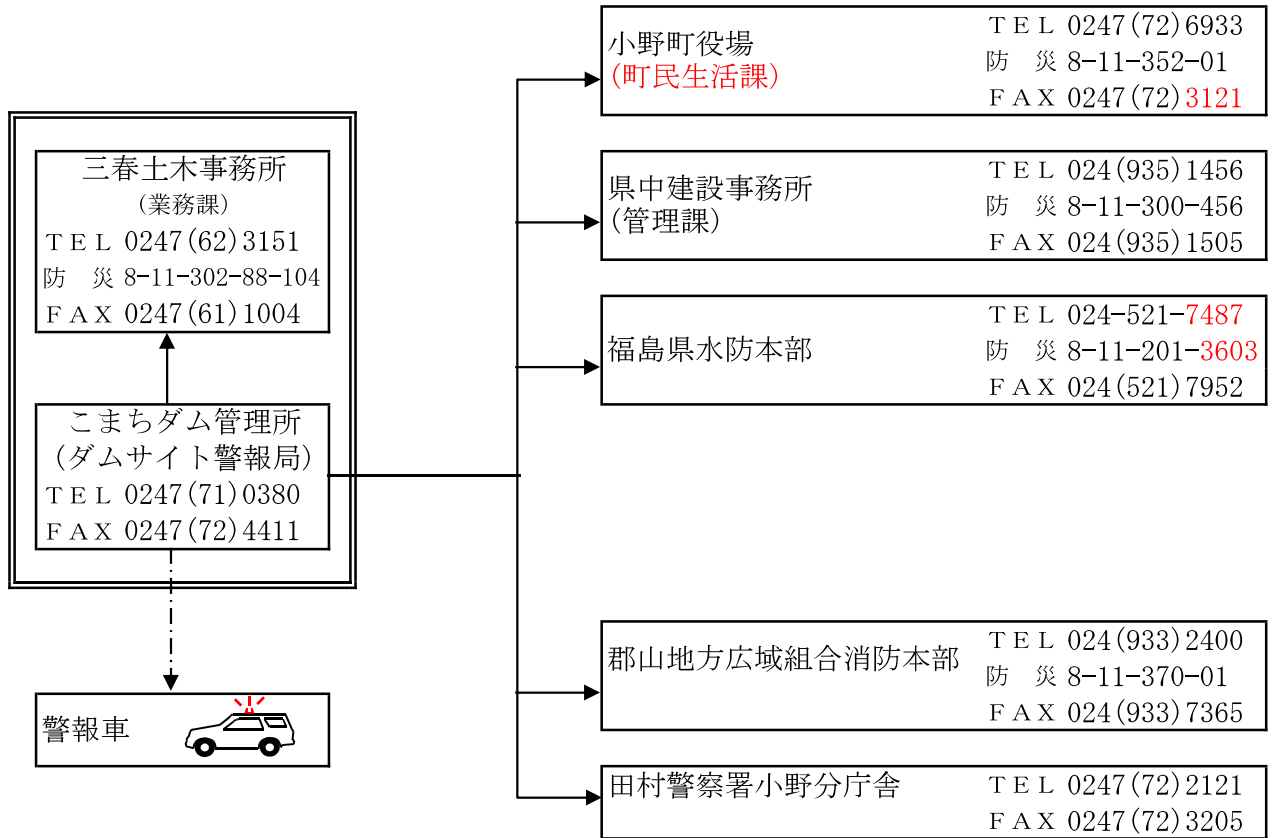 三春土木事務所
(業務課)
ＴＥＬ 0247(62)3151
防　災 8-11-302-88-104
ＦＡＸ 0247(61)1004
こまちダム管理所
(ダムサイト警報局)
ＴＥＬ 0247(71)0380
ＦＡＸ 0247(72)4411
警報車
小野町役場
(町民生活課)
ＴＥＬ 0247(72)6933
防　災 8-11-352-01
ＦＡＸ 0247(72)3121
県中建設事務所
(管理課)
ＴＥＬ 024(935)1456
防　災 8-11-300-456
ＦＡＸ 024(935)1505
福島県水防本部
ＴＥＬ 024-521-7487
防　災 8-11-201-3603
ＦＡＸ 024(521)7952
郡山地方広域組合消防本部
ＴＥＬ 024(933)2400
防　災 8-11-370-01
ＦＡＸ 024(933)7365
田村警察署小野分庁舎
ＴＥＬ 0247(72)2121
ＦＡＸ 0247(72)3205